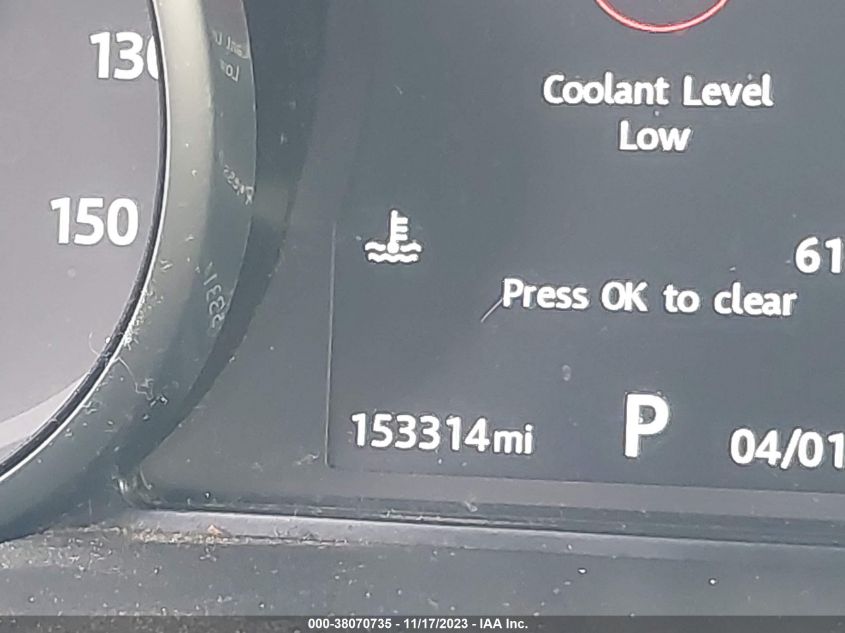 130
150
Coolant Level
Low
61
Press OK to clear
153314mi
P
04/01
000-38070735 - 11/17/2023 - IAA Inc.